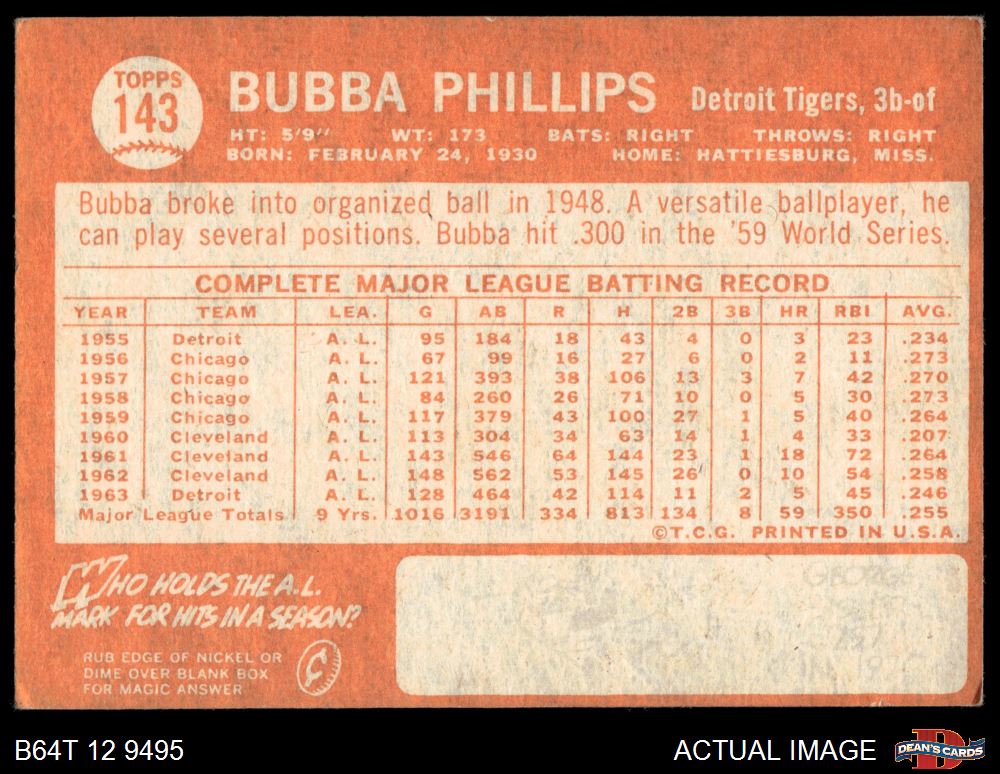 TOPPS
143
BUBBA PHILLIPS Detroit Tigers, 3b-of
HT: 5'9" WT: 173 BATS: RIGHT THROWS: RIGHT
BORN: FEBRUARY 24, 1930 HOME: HATTIESBURG, MISS.
Bubba broke into organized ball in 1948. A versatile ballplayer, he
can play several positions. Bubba hit .300 in the '59 World Series.
COMPLETE MAJOR LEAGUE BATTING RECORD
YEAR TEAM LEA. G AB R H 2B 3B HR RBI AVG.
1955 Detroit A. L. 95 184 18 43 4 0 3 23 .234
1956 Chicago A. L. 67 99 16 27 6 0 2 11 .273
1957 Chicago A. L. 121 393 38 106 13 3 7 42 .270
1958 Chicago A. L. 84 260 26 71 10 0 5 30 .273
1959 Chicago A. L. 117 379 43 100 27 1 5 40 .264
1960 Cleveland A. L. 113 304 34 63 14 1 4 33 .207
1961 Cleveland A. L. 143 546 64 144 23 1 18 72 .264
1962 Cleveland A. L. 148 562 53 145 26 0 10 54 .258
1963 Detroit A. L. 128 464 42 114 11 2 5 45 .246
Major League Totals 9 Yrs. 1016 3191 334 813 134 8 59 350 .255
©T.C.G. PRINTED IN U.S.A.
WHO HOLDS THE A.L.
MARK FOR HITS IN A SEASON?
RUB EDGE OF NICKEL OR
DIME OVER BLANK BOX
FOR MAGIC ANSWER
B64T 12 9495 ACTUAL IMAGE DEAN'S CARDS